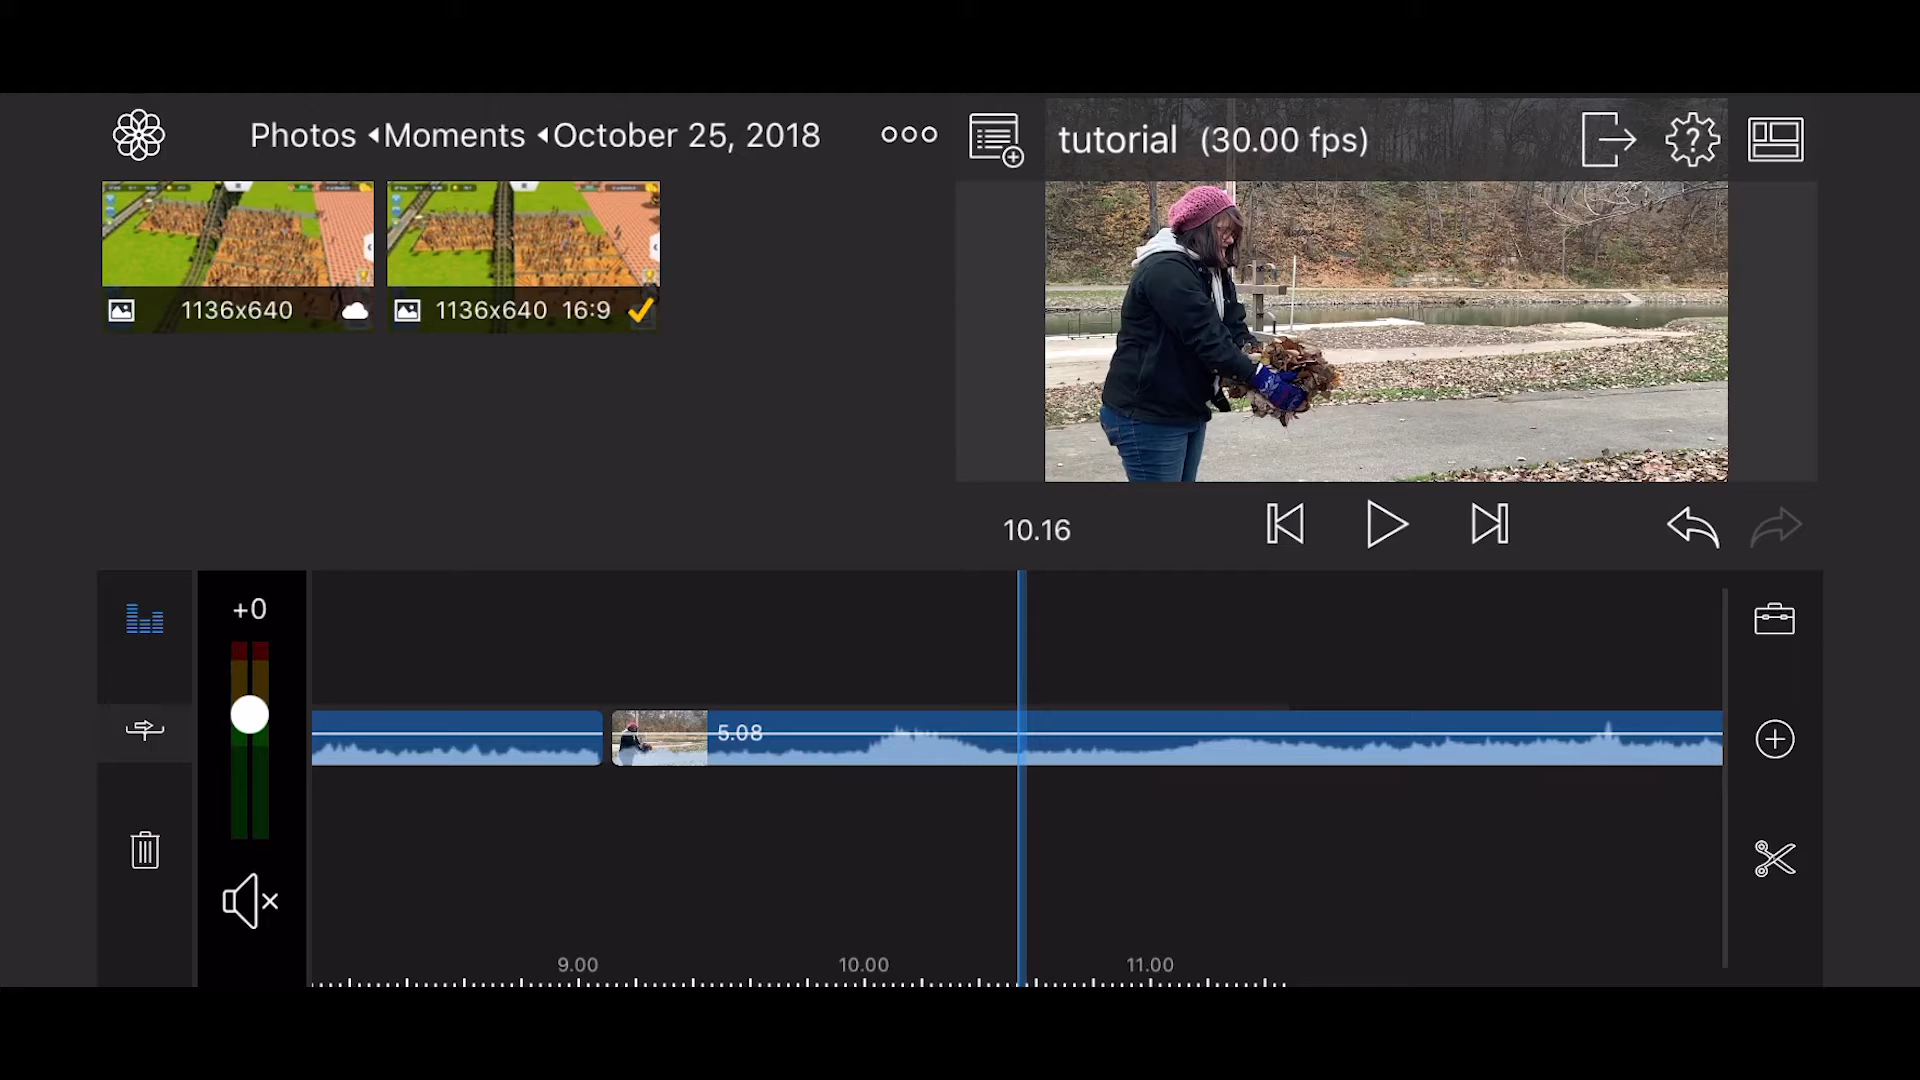 Photos ◂Moments ◂October 25, 2018
tutorial (30.00 fps)
1136x640
1136x640 16:9
10.16
+0
5.08
9.00
10.00
11.00